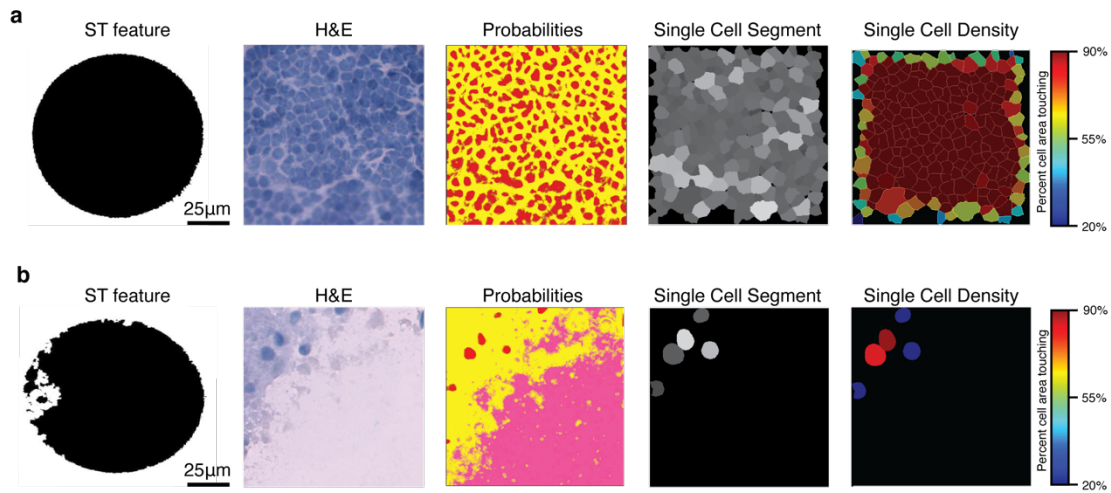 a
ST feature
H&E
Probabilities
Single Cell Segment
Single Cell Density
25μm
90%
55%
20%
Percent cell area touching
b
ST feature
H&E
Probabilities
Single Cell Segment
Single Cell Density
25μm
90%
55%
20%
Percent cell area touching